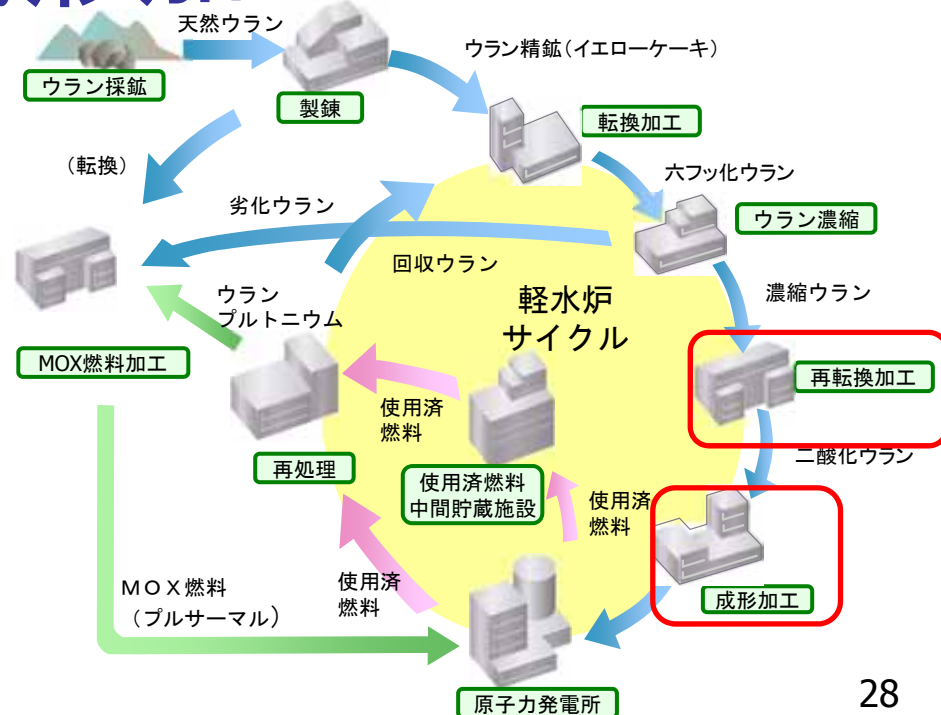 天然ウラン
ウラン採鉱
製錬
ウラン精鉱(イエローケーキ)
転換加工
(転換)
六フッ化ウラン
劣化ウラン
ウラン濃縮
回収ウラン
ウラン
プルトニウム
軽水炉
サイクル
濃縮ウラン
MOX燃料加工
再転換加工
使用済
燃料
二酸化ウラン
再処理
使用済燃料
中間貯蔵施設
使用済
燃料
使用済
燃料
MOX燃料
(プルサーマル)
成形加工
原子力発電所
28